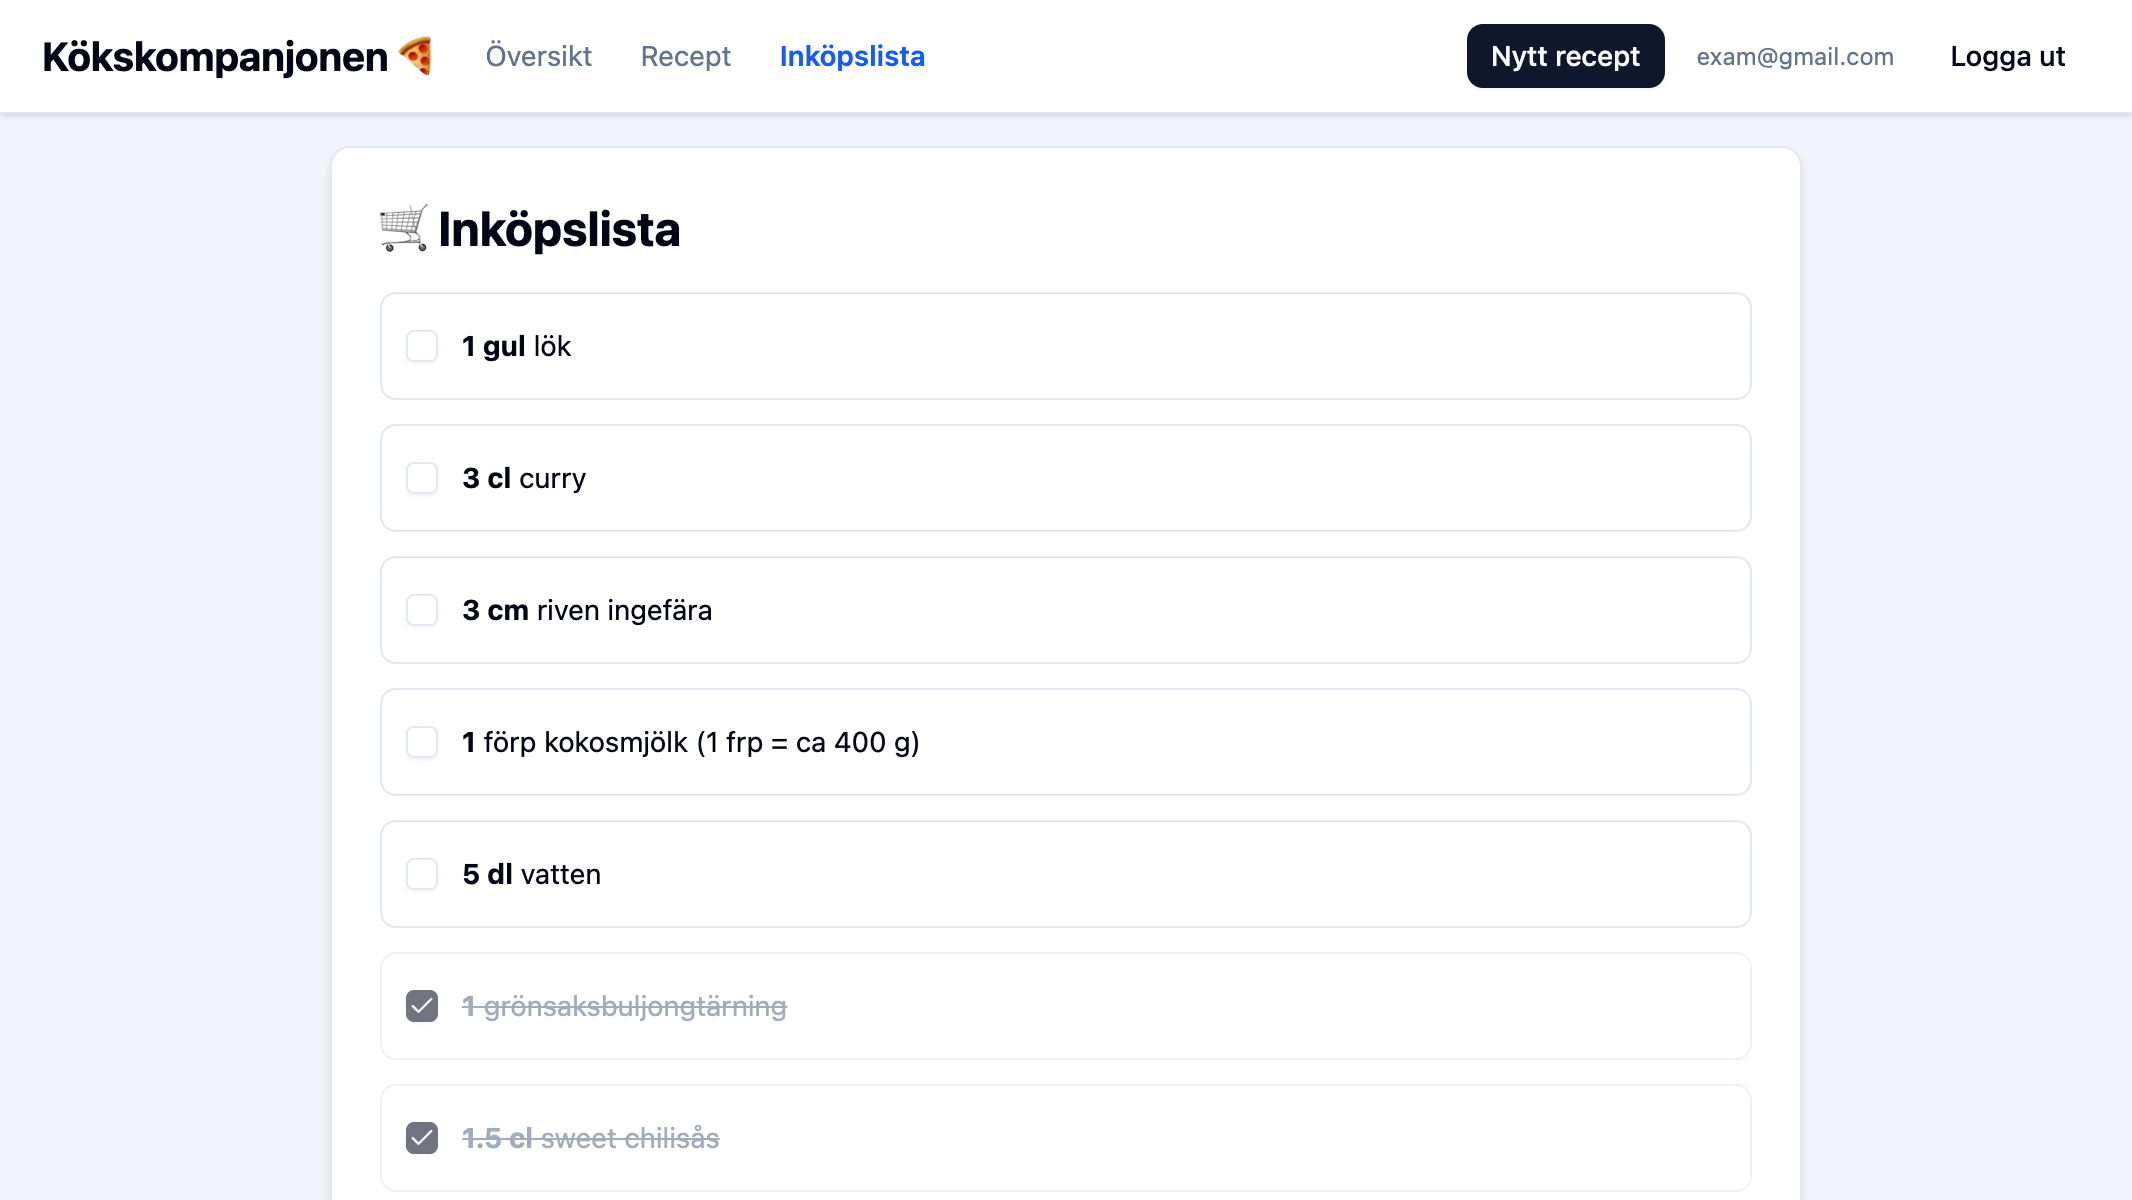 Kökskompanjonen Översikt Recept Inköpslista Nytt recept exam@gmail.com Logga ut
Inköpslista
1 gul lök
3 cl curry
3 cm riven ingefära
1 förp kokosmjölk (1 frp = ca 400 g)
5 dl vatten
1 grönsaksbuljongtärning
1.5 cl sweet chilisås